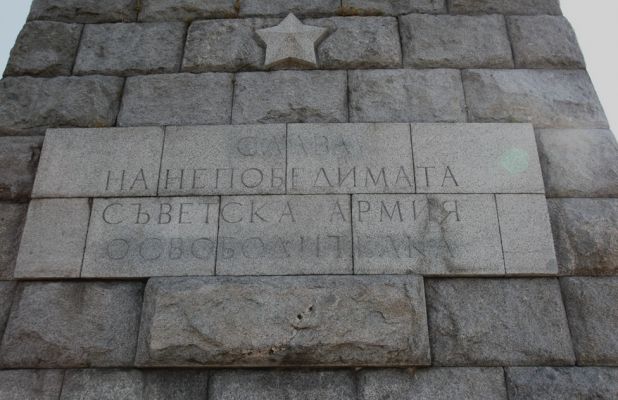 СЛАВА
НА НЕПОБЕДИМАТА
СЪВЕТСКА АРМИЯ
ОСВОБОДИТЕЛКА